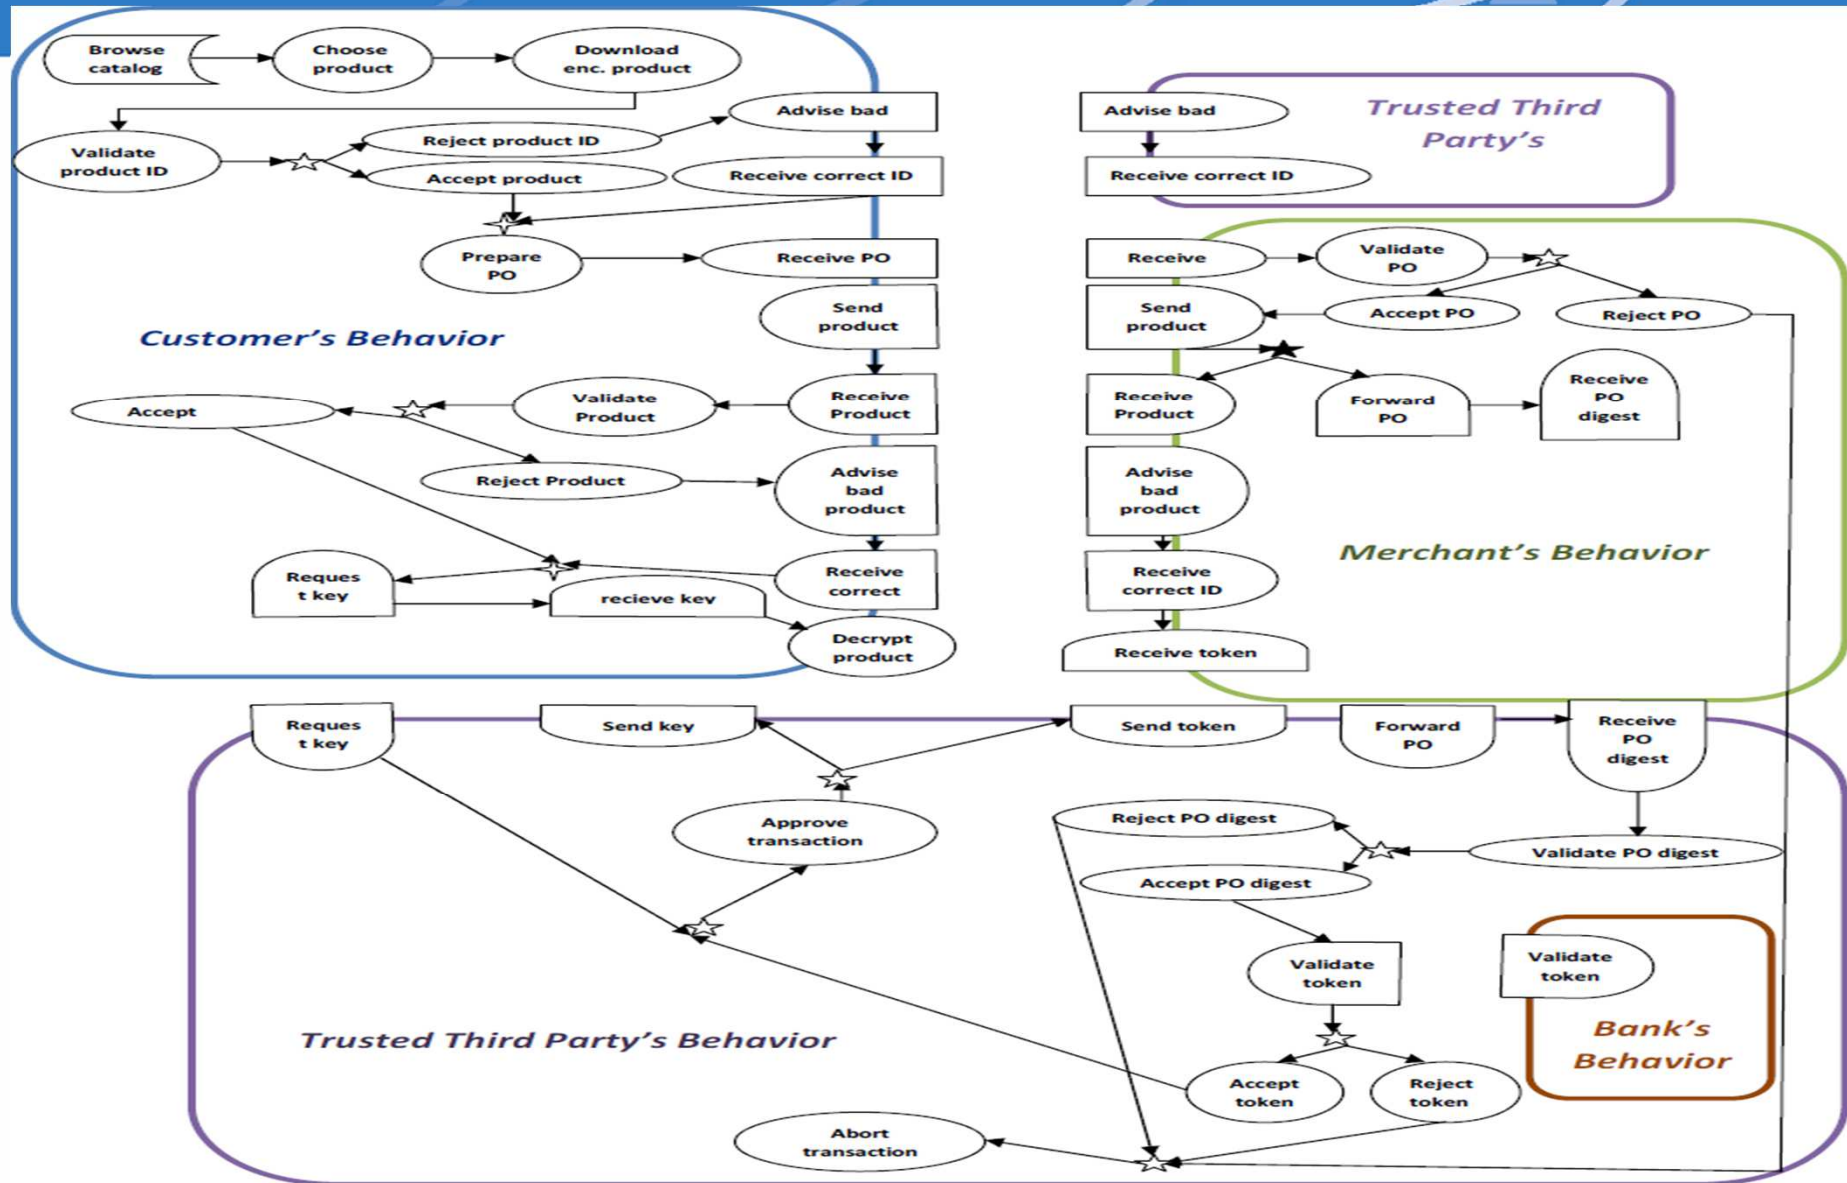 Browse
catalog
Choose
product
Download
enc. product
Advise bad
Advise bad
Trusted Third
Party's
Reject product ID
Validate
product ID
Accept product
Receive correct ID
Receive correct ID
Prepare
PO
Receive PO
Receive
Validate
PO
Send
product
Send
product
Accept PO
Reject PO
Customer's Behavior
Accept
Validate
Product
Receive
Product
Receive
Product
Forward
PO
Receive
PO
digest
Reject Product
Advise
bad
product
Advise
bad
product
Merchant's Behavior
Reques
t key
recieve key
Receive
correct
Receive
correct ID
Decrypt
product
Receive token
Reques
t key
Send key
Send token
Forward
PO
Receive
PO
digest
Approve
transaction
Reject PO digest
Validate PO digest
Accept PO digest
Validate
token
Validate
token
Trusted Third Party's Behavior
Bank's
Behavior
Accept
token
Reject
token
Abort
transaction